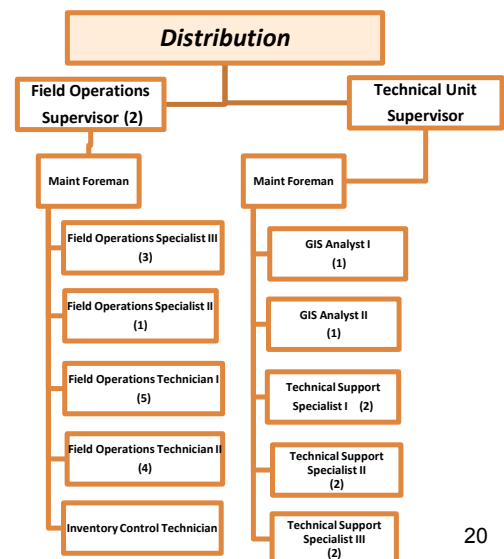 Distribution
Field Operations
Supervisor (2)
Technical Unit
Supervisor
Maint Foreman
Field Operations Specialist III
(3)
Field Operations Specialist II
(1)
Field Operations Technician I
(5)
Field Operations Technician II
(4)
Inventory Control Technician
Maint Foreman
GIS Analyst I
(1)
GIS Analyst II
(1)
Technical Support
Specialist I (2)
Technical Support
Specialist II
(2)
Technical Support
Specialist III
(2)
20